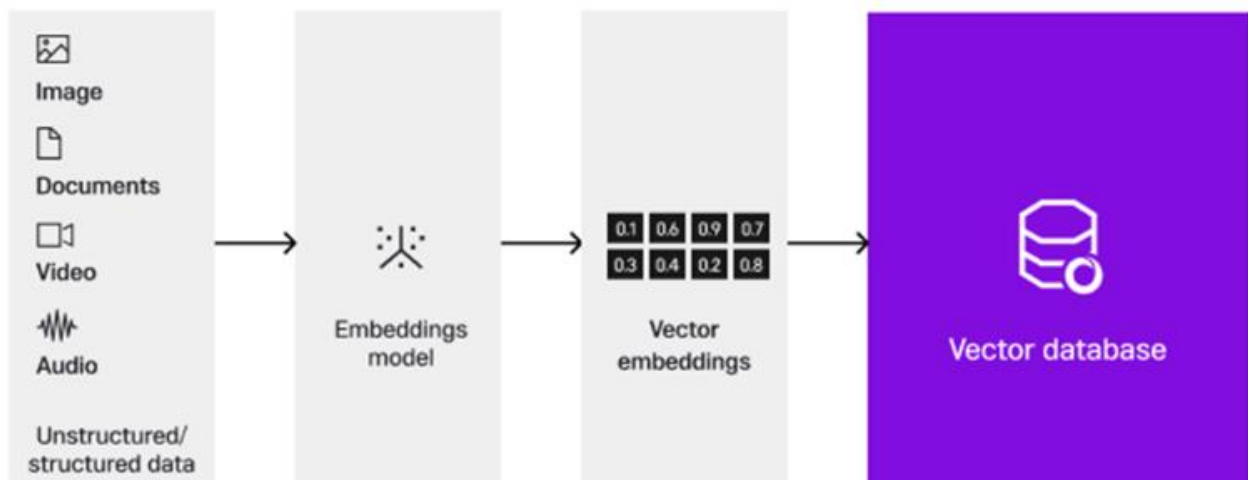 Image
Documents
Video
Audio
Unstructured/
structured data
Embeddings
model
0.1 0.6 0.9 0.7
0.3 0.4 0.2 0.8
Vector
embeddings
Vector database